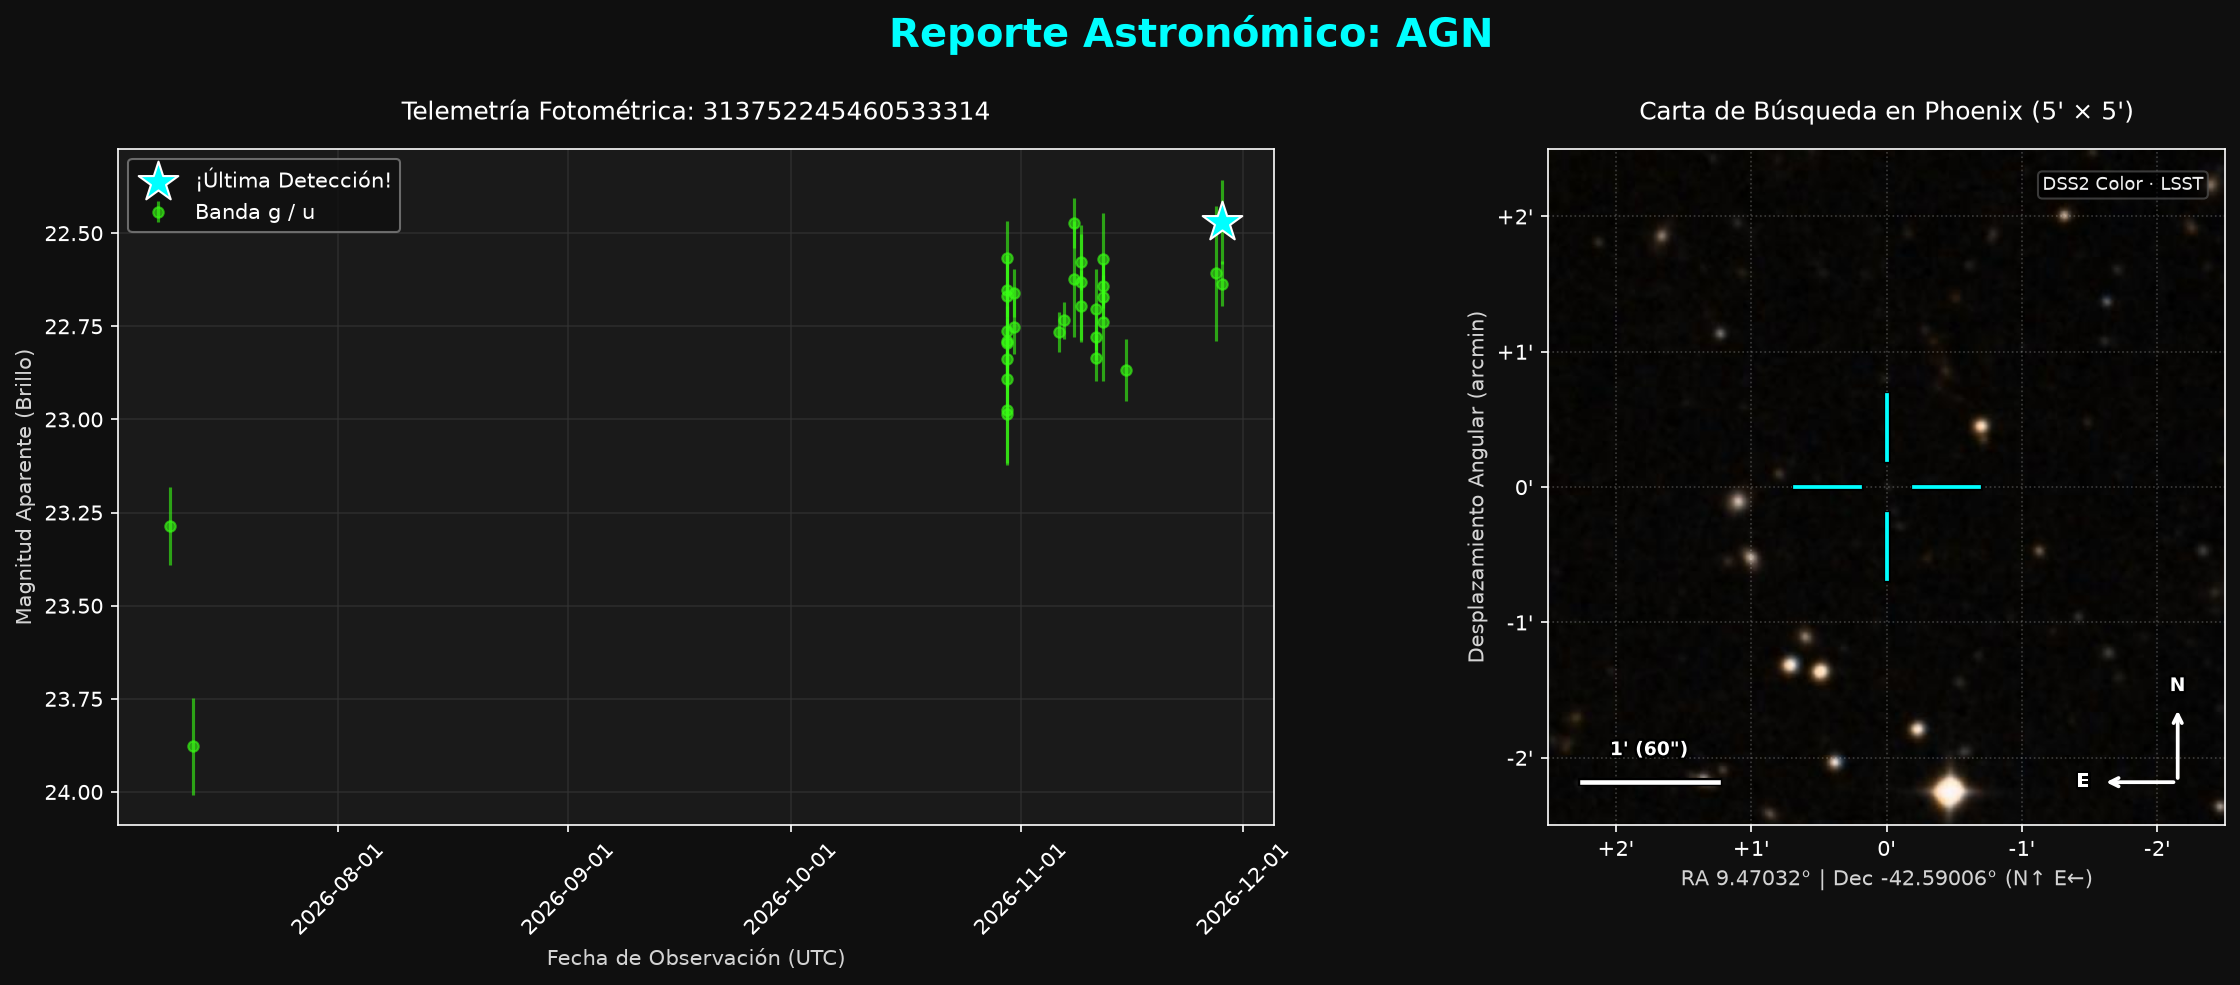 Reporte Astronómico: AGN
Telemetría Fotométrica: 313752245460533314
¡Última Detección!
Banda g / u
Magnitud Aparente (Brillo)
22.50
22.75
23.00
23.25
23.50
23.75
24.00
2026-08-01
2026-09-01
2026-10-01
2026-11-01
2026-12-01
Fecha de Observación (UTC)
Carta de Búsqueda en Phoenix (5' × 5')
DSS2 Color · LSST
Desplazamiento Angular (arcmin)
+2'
+1'
0'
-1'
-2'
N
E
1' (60")
+2'
+1'
0'
-1'
-2'
RA 9.47032° | Dec -42.59006° (N↑ E←)